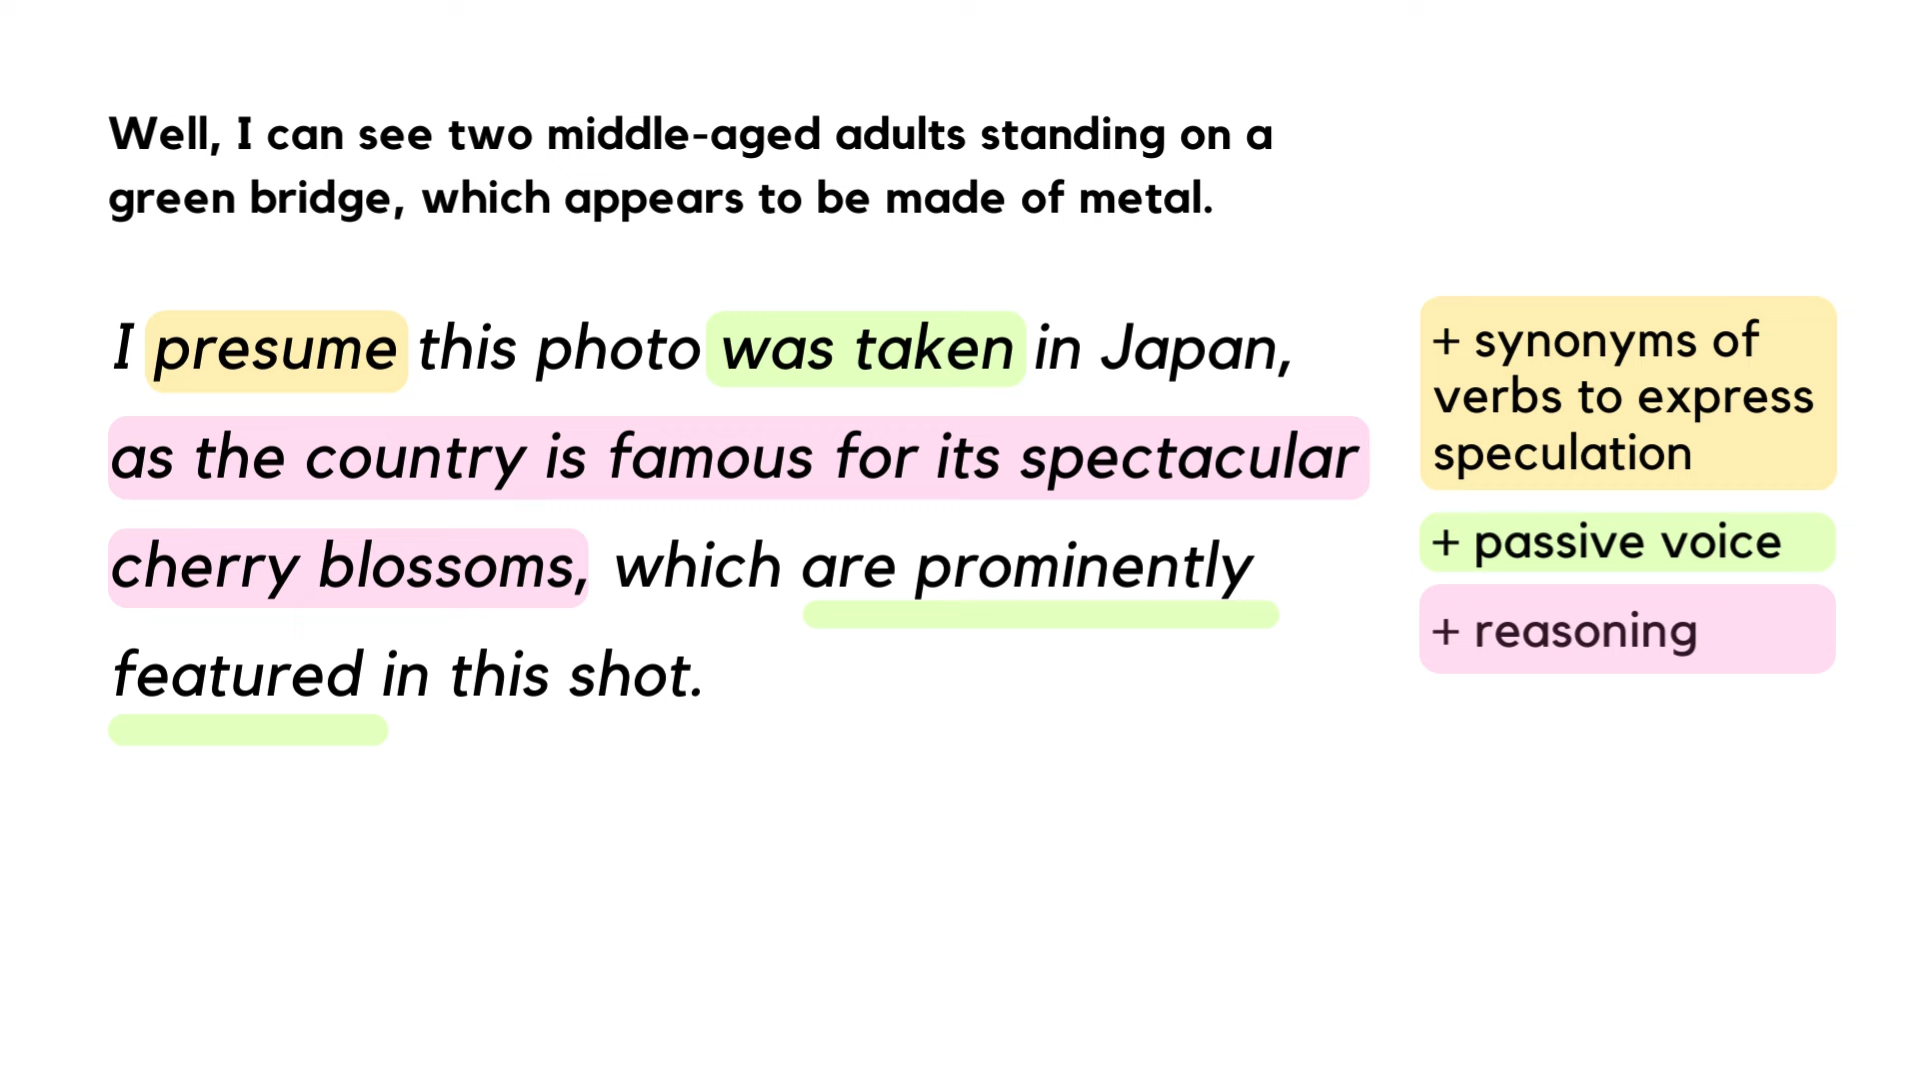 Well, I can see two middle-aged adults standing on a
green bridge, which appears to be made of metal.
I presume this photo was taken in Japan,
as the country is famous for its spectacular
cherry blossoms, which are prominently
featured in this shot.
+ synonyms of
verbs to express
speculation
+ passive voice
+ reasoning